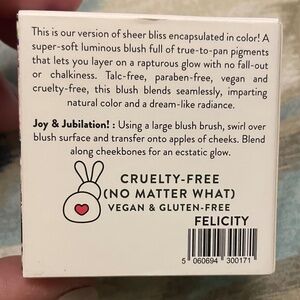 This is our version of sheer bliss encapsulated in color! A
super-soft luminous blush full of true-to-pan pigments
that lets you layer on a rapturous glow with no fall-out
or chalkiness. Talc-free, paraben-free, vegan and
cruelty-free, this blush blends seamlessly, imparting
natural color and a dream-like radiance.
Joy & Jubilation! : Using a large blush brush, swirl over
blush surface and transfer onto apples of cheeks. Blend
along cheekbones for an ecstatic glow.
CRUELTY-FREE
(NO MATTER WHAT)
VEGAN & GLUTEN-FREE
FELICITY
5 060694 300171